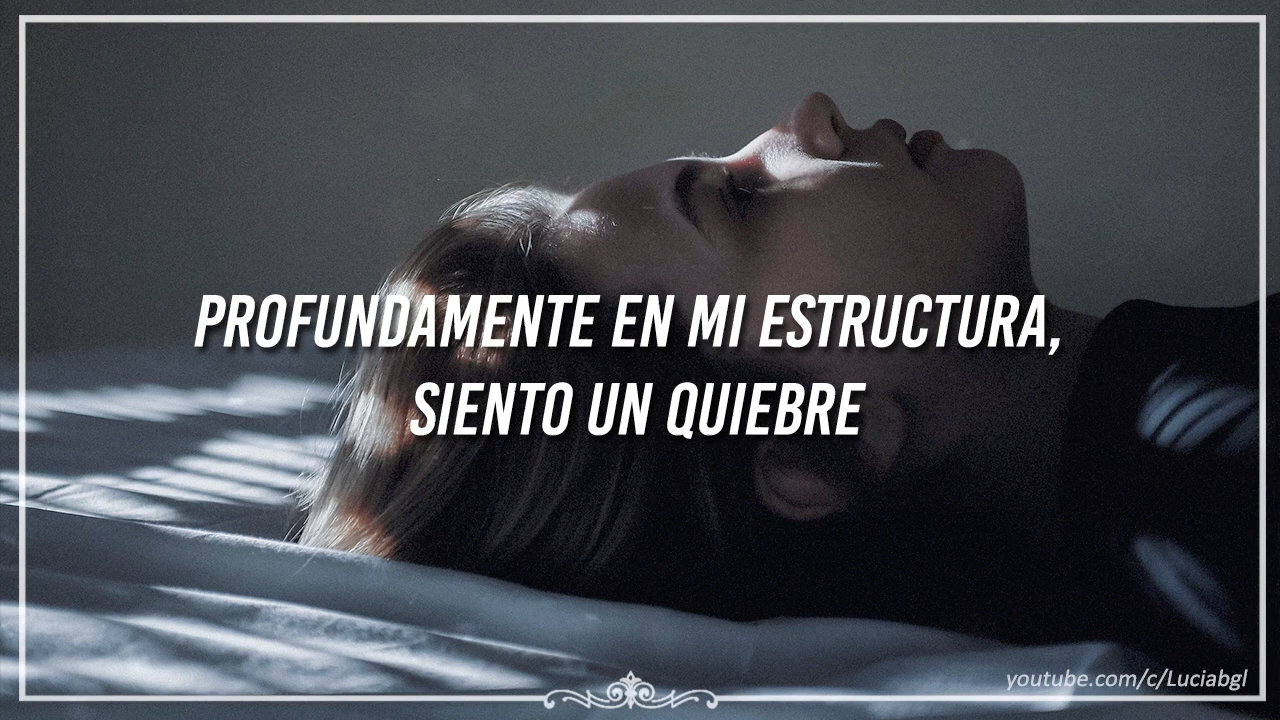 PROFUNDAMENTE EN MI ESTRUCTURA,
SIENTO UN QUIEBRE
youtube.com/c/Luciabgl